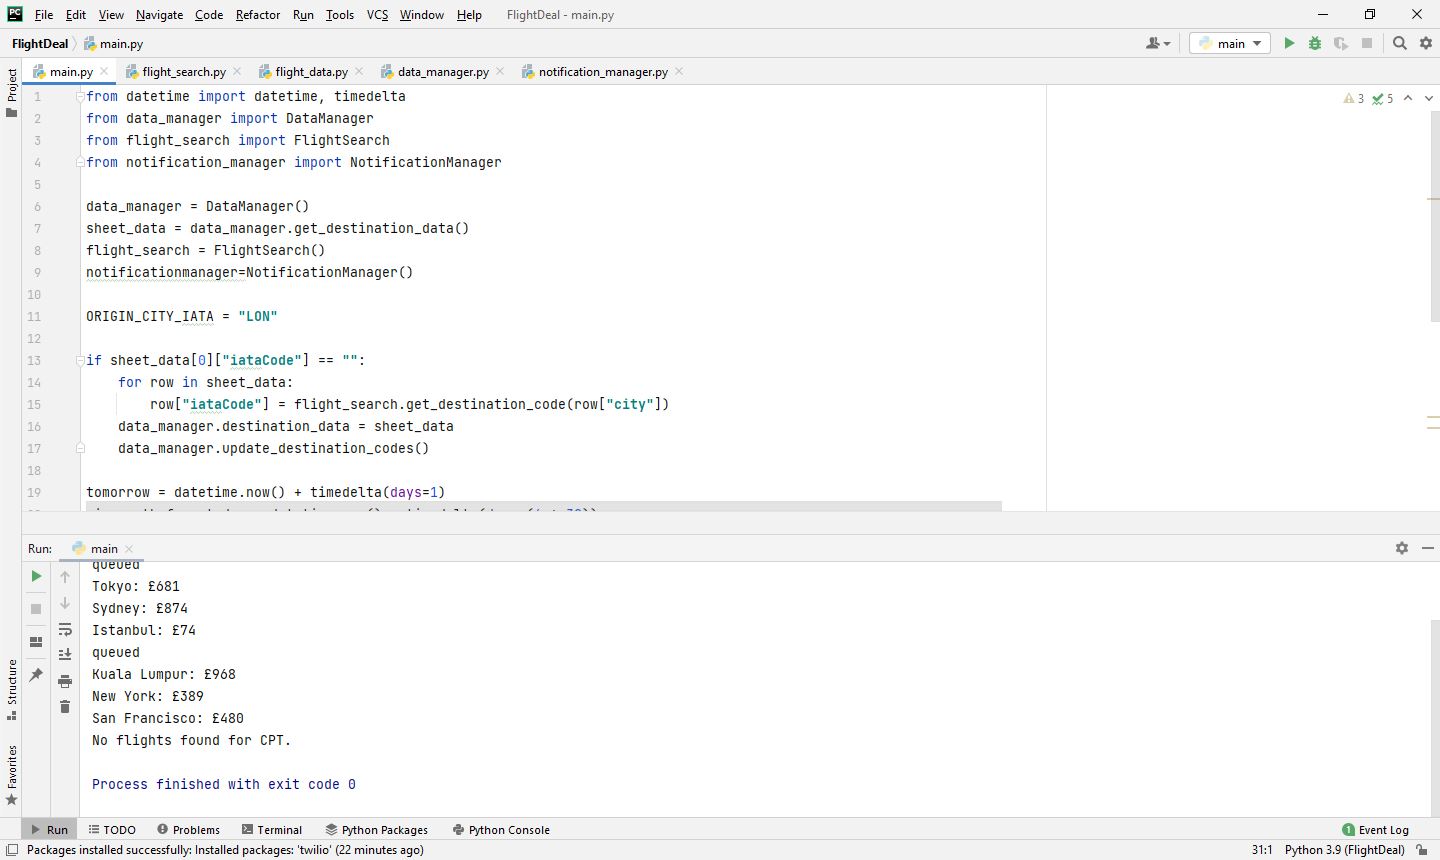 PC File Edit View Navigate Code Refactor Run Tools VCS Window Help FlightDeal - main.py
FlightDeal main.py main
main.py flight_search.py flight_data.py data_manager.py notification_manager.py
Project
3 5
1 from datetime import datetime, timedelta
2 from data_manager import DataManager
3 from flight_search import FlightSearch
4 from notification_manager import NotificationManager
5
6 data_manager = DataManager()
7 sheet_data = data_manager.get_destination_data()
8 flight_search = FlightSearch()
9 notificationmanager=NotificationManager()
10
11 ORIGIN_CITY_IATA = "LON"
12
13 if sheet_data[0]["iataCode"] == "":
14 for row in sheet_data:
15 row["iataCode"] = flight_search.get_destination_code(row["city"])
16 data_manager.destination_data = sheet_data
17 data_manager.update_destination_codes()
18
19 tomorrow = datetime.now() + timedelta(days=1)
Run: main
queued
Tokyo: £681
Sydney: £874
Istanbul: £74
queued
Kuala Lumpur: £968
New York: £389
San Francisco: £480
No flights found for CPT.
Process finished with exit code 0
Structure
Favorites
Run TODO Problems Terminal Python Packages Python Console 1 Event Log
Packages installed successfully: Installed packages: 'twilio' (22 minutes ago) 31:1 Python 3.9 (FlightDeal)